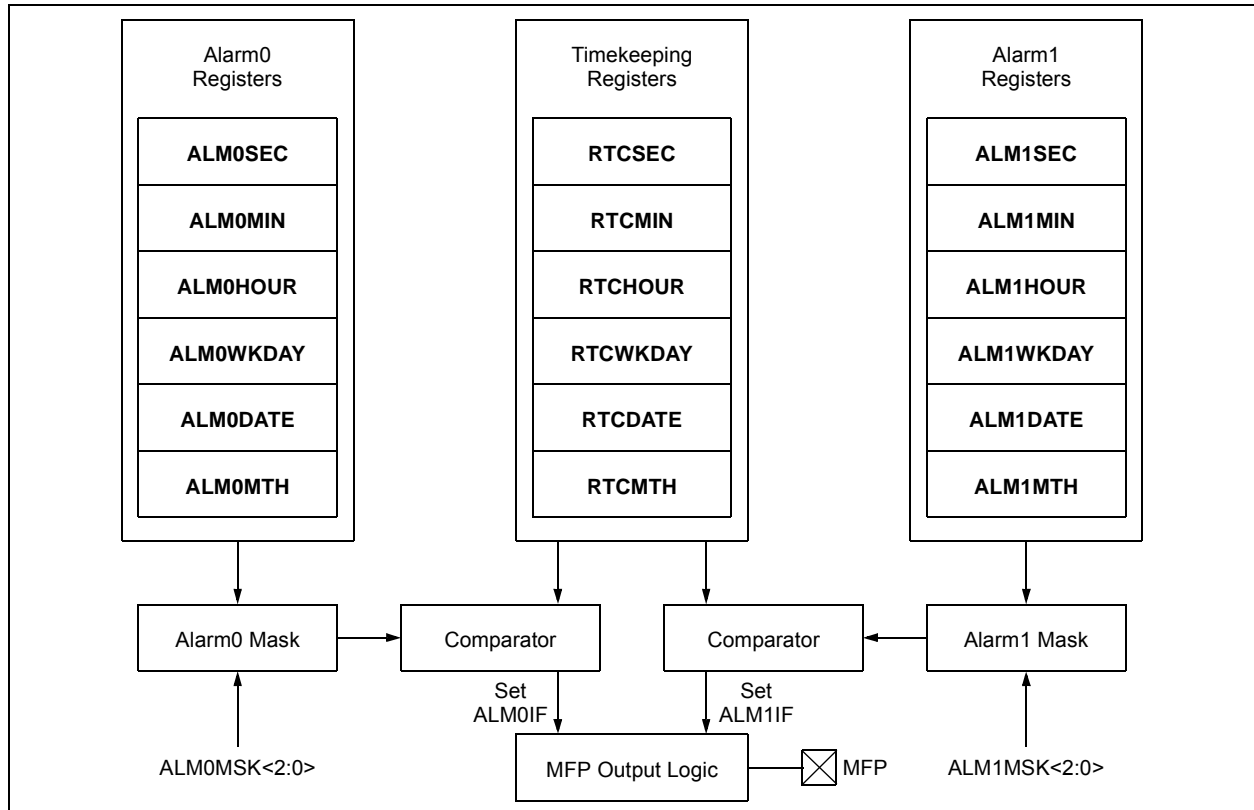 Alarm0
Registers
ALM0SEC
ALM0MIN
ALM0HOUR
ALM0WKDAY
ALM0DATE
ALM0MTH
Timekeeping
Registers
RTCSEC
RTCMIN
RTCHOUR
RTCWKDAY
RTCDATE
RTCMTH
Alarm1
Registers
ALM1SEC
ALM1MIN
ALM1HOUR
ALM1WKDAY
ALM1DATE
ALM1MTH
Alarm0 Mask
Comparator
Comparator
Alarm1 Mask
Set
ALM0IF
Set
ALM1IF
ALM0MSK<2:0>
MFP Output Logic
MFP
ALM1MSK<2:0>